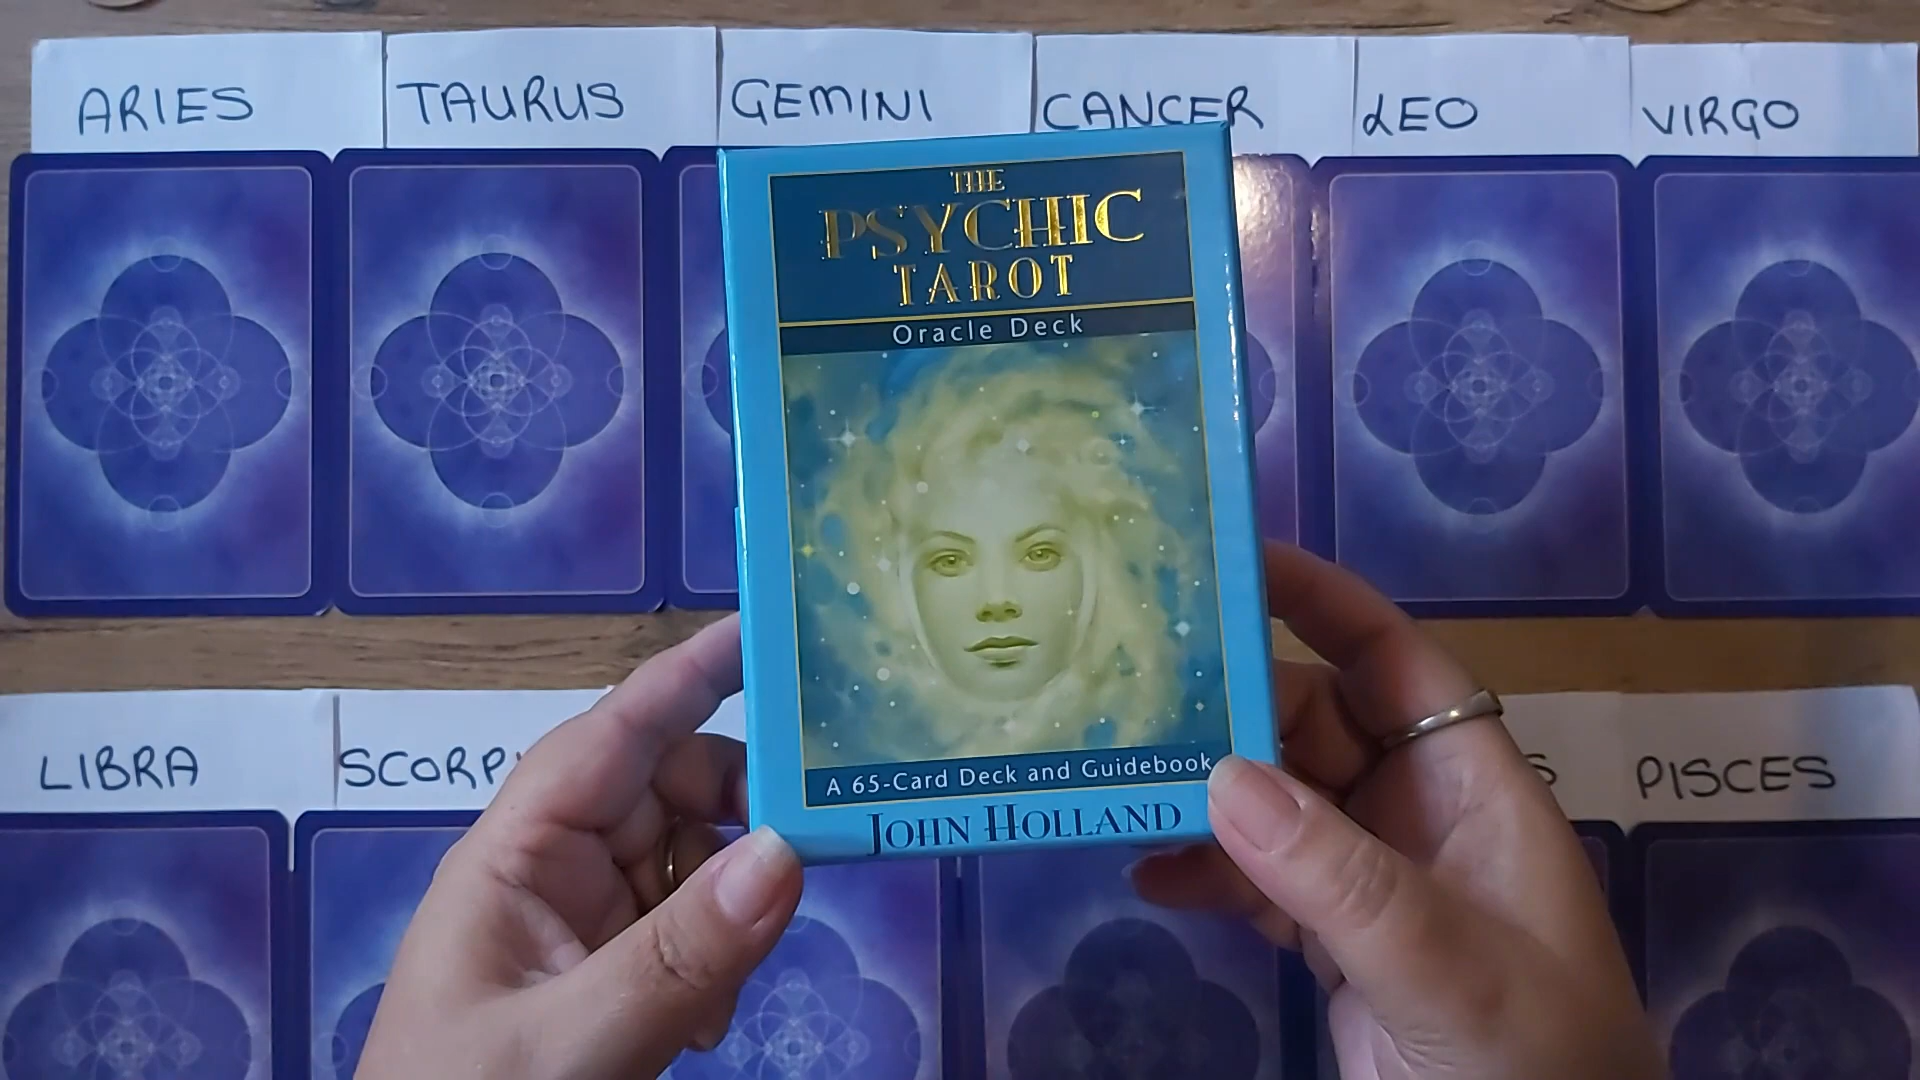 ARIES
TAURUS
GEMINI
CANCER
LEO
VIRGO
THE
PSYCHIC
TAROT
Oracle Deck
A 65-Card Deck and Guidebook
JOHN HOLLAND
LIBRA
PISCES